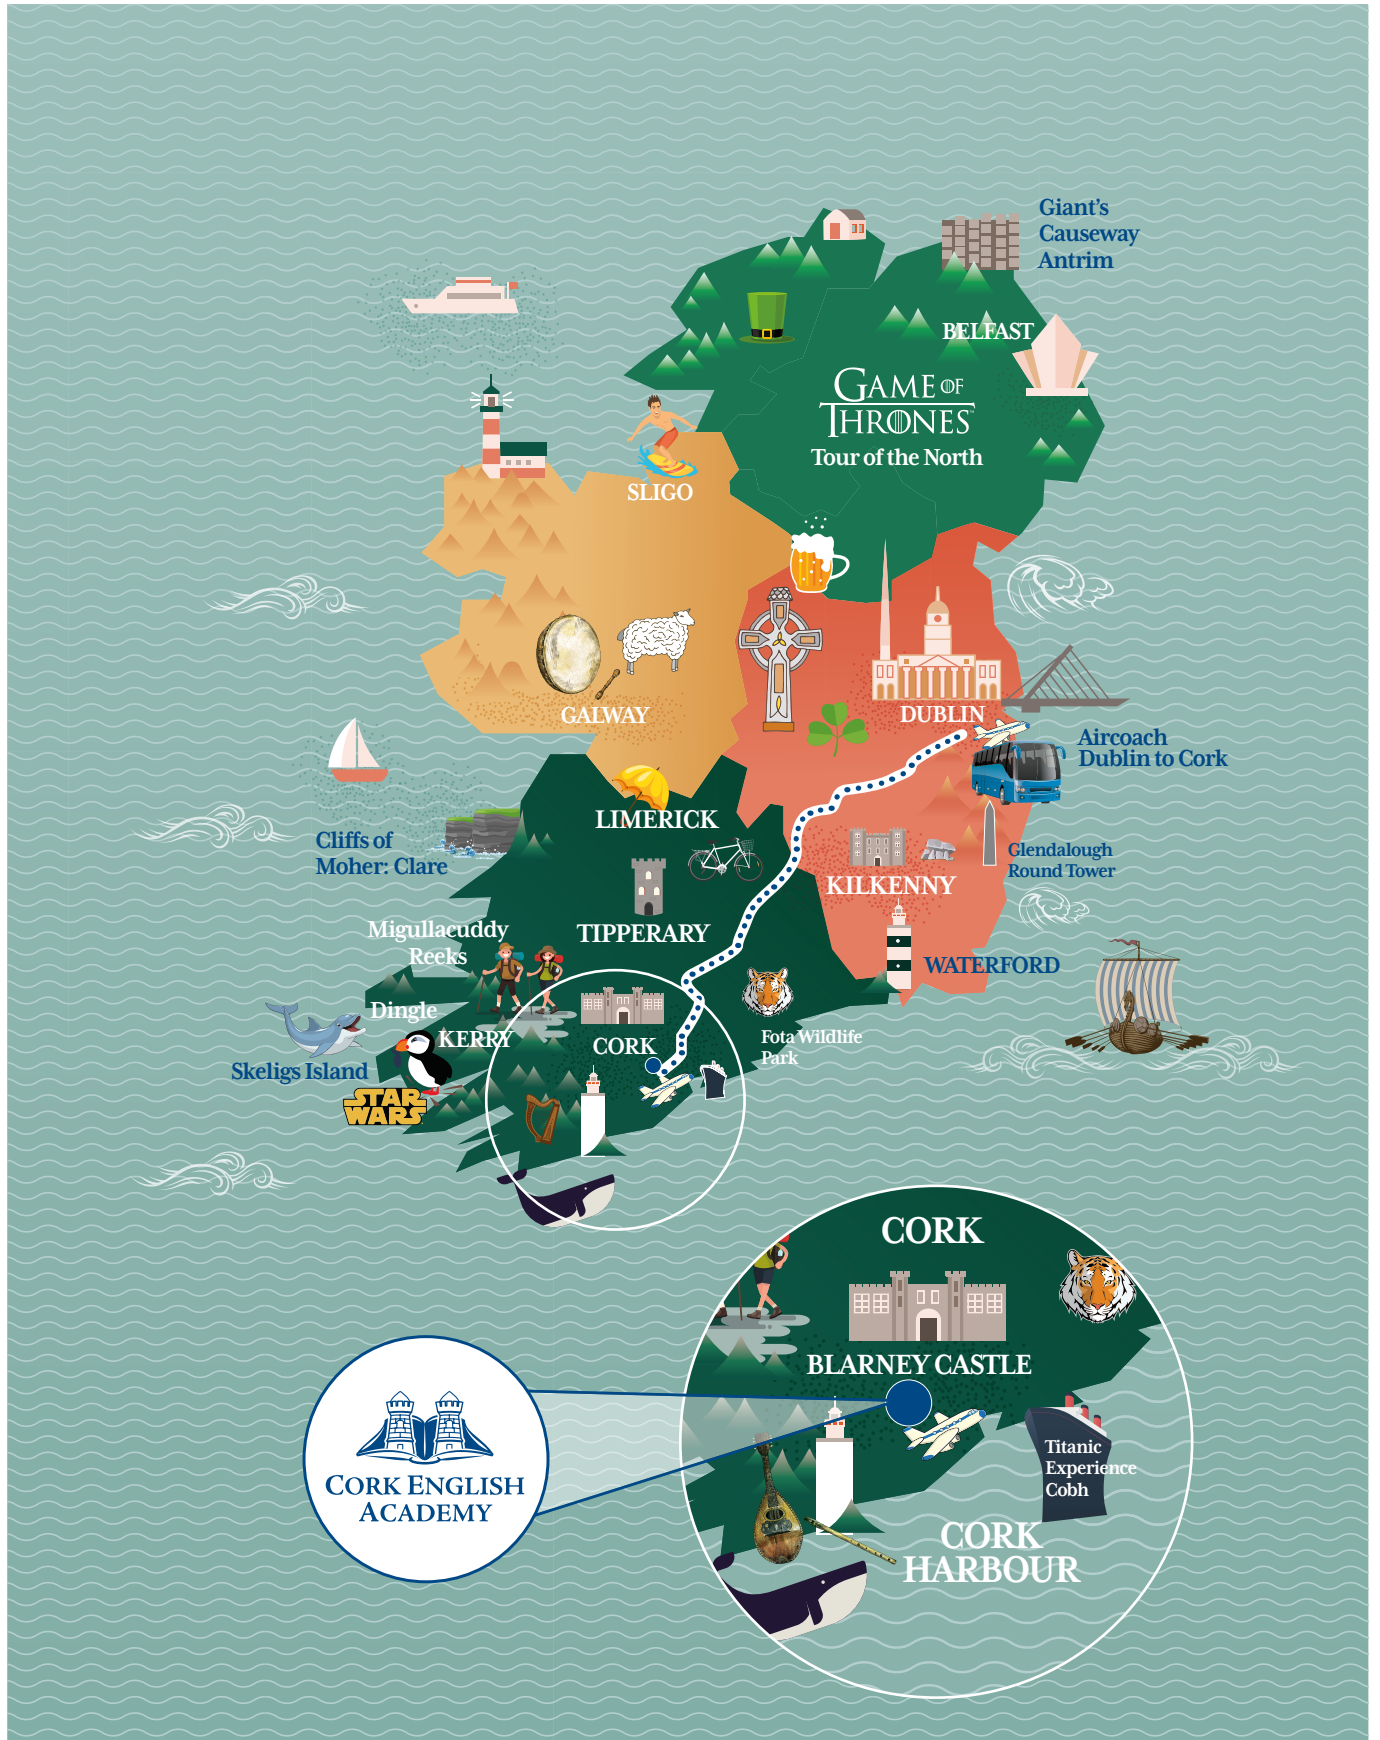 Giant's
Causeway
Antrim
BELFAST
GAME OF
THRONES
Tour of the North
SLIGO
GALWAY
DUBLIN
Aircoach
Dublin to Cork
LIMERICK
Cliffs of
Moher: Clare
Glendalough
Round Tower
KILKENNY
TIPPERARY
Migullacuddy
Reeks
WATERFORD
Dingle
KERRY
Fota Wildlife
Park
CORK
Skeligs Island
STAR
WARS
CORK
BLARNEY CASTLE
Titanic
Experience
Cobh
CORK ENGLISH
ACADEMY
CORK
HARBOUR